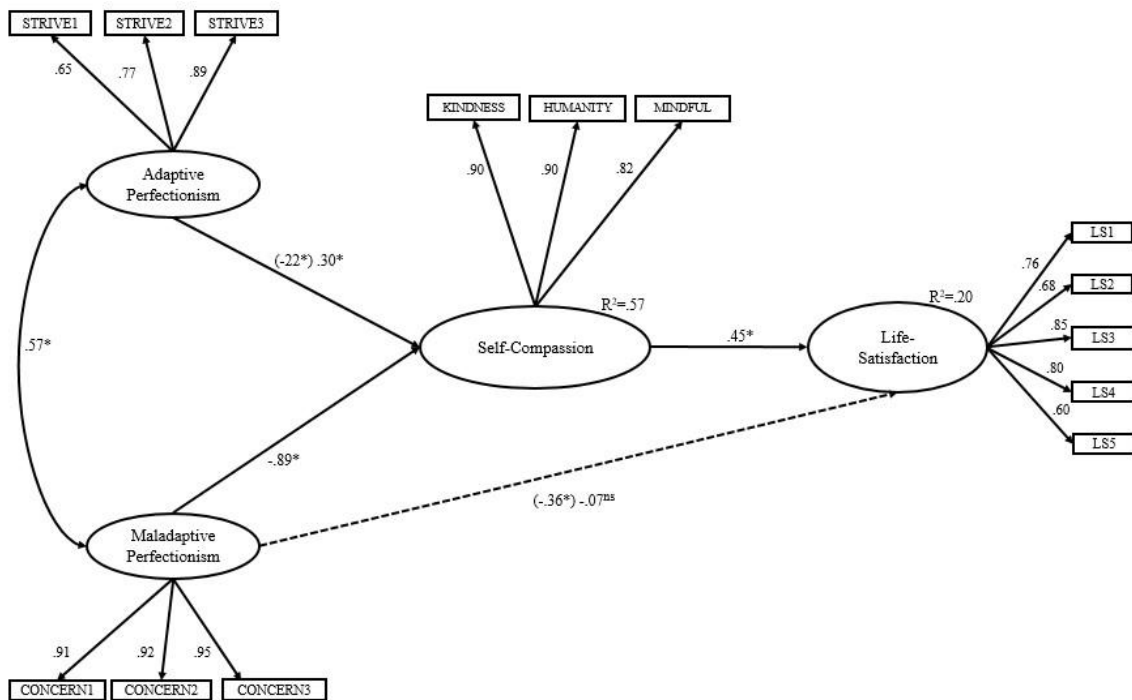 STRIVE1 STRIVE2 STRIVE3
.65 .77 .89
KINDNESS HUMANITY MINDFUL
.90 .90 .82
Adaptive
Perfectionism
(-22*) .30*
.57*
R²=.57
Self-Compassion
.45*
R²=.20
Life-
Satisfaction
.76
.68
.85
.80
.60
LS1
LS2
LS3
LS4
LS5
-.89*
(-.36*) -.07ⁿˢ
Maladaptive
Perfectionism
.91 .92 .95
CONCERN1 CONCERN2 CONCERN3